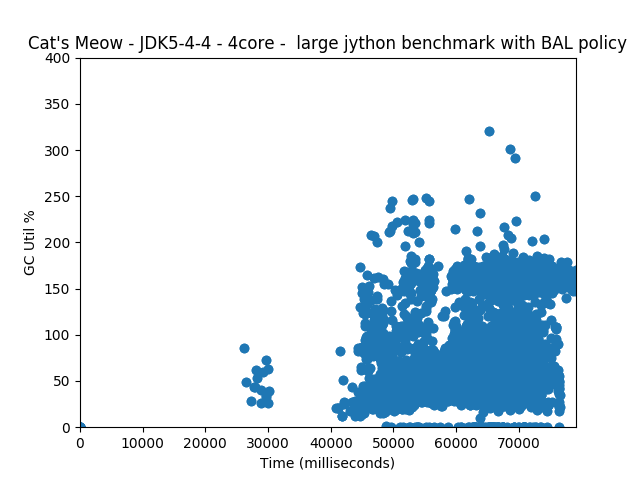 Cat's Meow - JDK5-4-4 - 4core -  large jython benchmark with BAL policy
400
350
300
250
200
150
100
50
0
GC Util %
0 10000 20000 30000 40000 50000 60000 70000
Time (milliseconds)